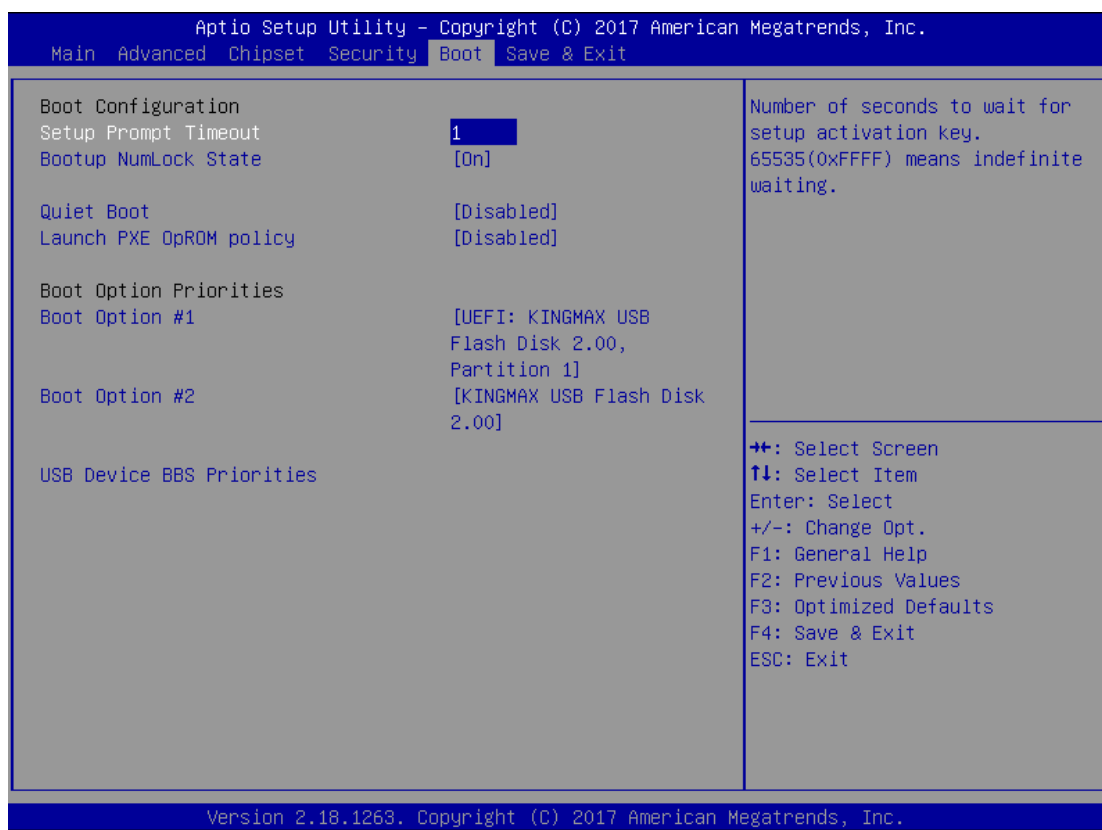 Aptio Setup Utility – Copyright (C) 2017 American Megatrends, Inc.
Main Advanced Chipset Security Boot Save & Exit
Boot Configuration
Setup Prompt Timeout 1
Bootup NumLock State [On]
Quiet Boot [Disabled]
Launch PXE OpROM policy [Disabled]
Boot Option Priorities
Boot Option #1 [UEFI: KINGMAX USB
Flash Disk 2.00,
Partition 1]
Boot Option #2 [KINGMAX USB Flash Disk
2.00]
USB Device BBS Priorities
Number of seconds to wait for
setup activation key.
65535(0xFFFF) means indefinite
waiting.
→←: Select Screen
↑↓: Select Item
Enter: Select
+/-: Change Opt.
F1: General Help
F2: Previous Values
F3: Optimized Defaults
F4: Save & Exit
ESC: Exit
Version 2.18.1263. Copyright (C) 2017 American Megatrends, Inc.